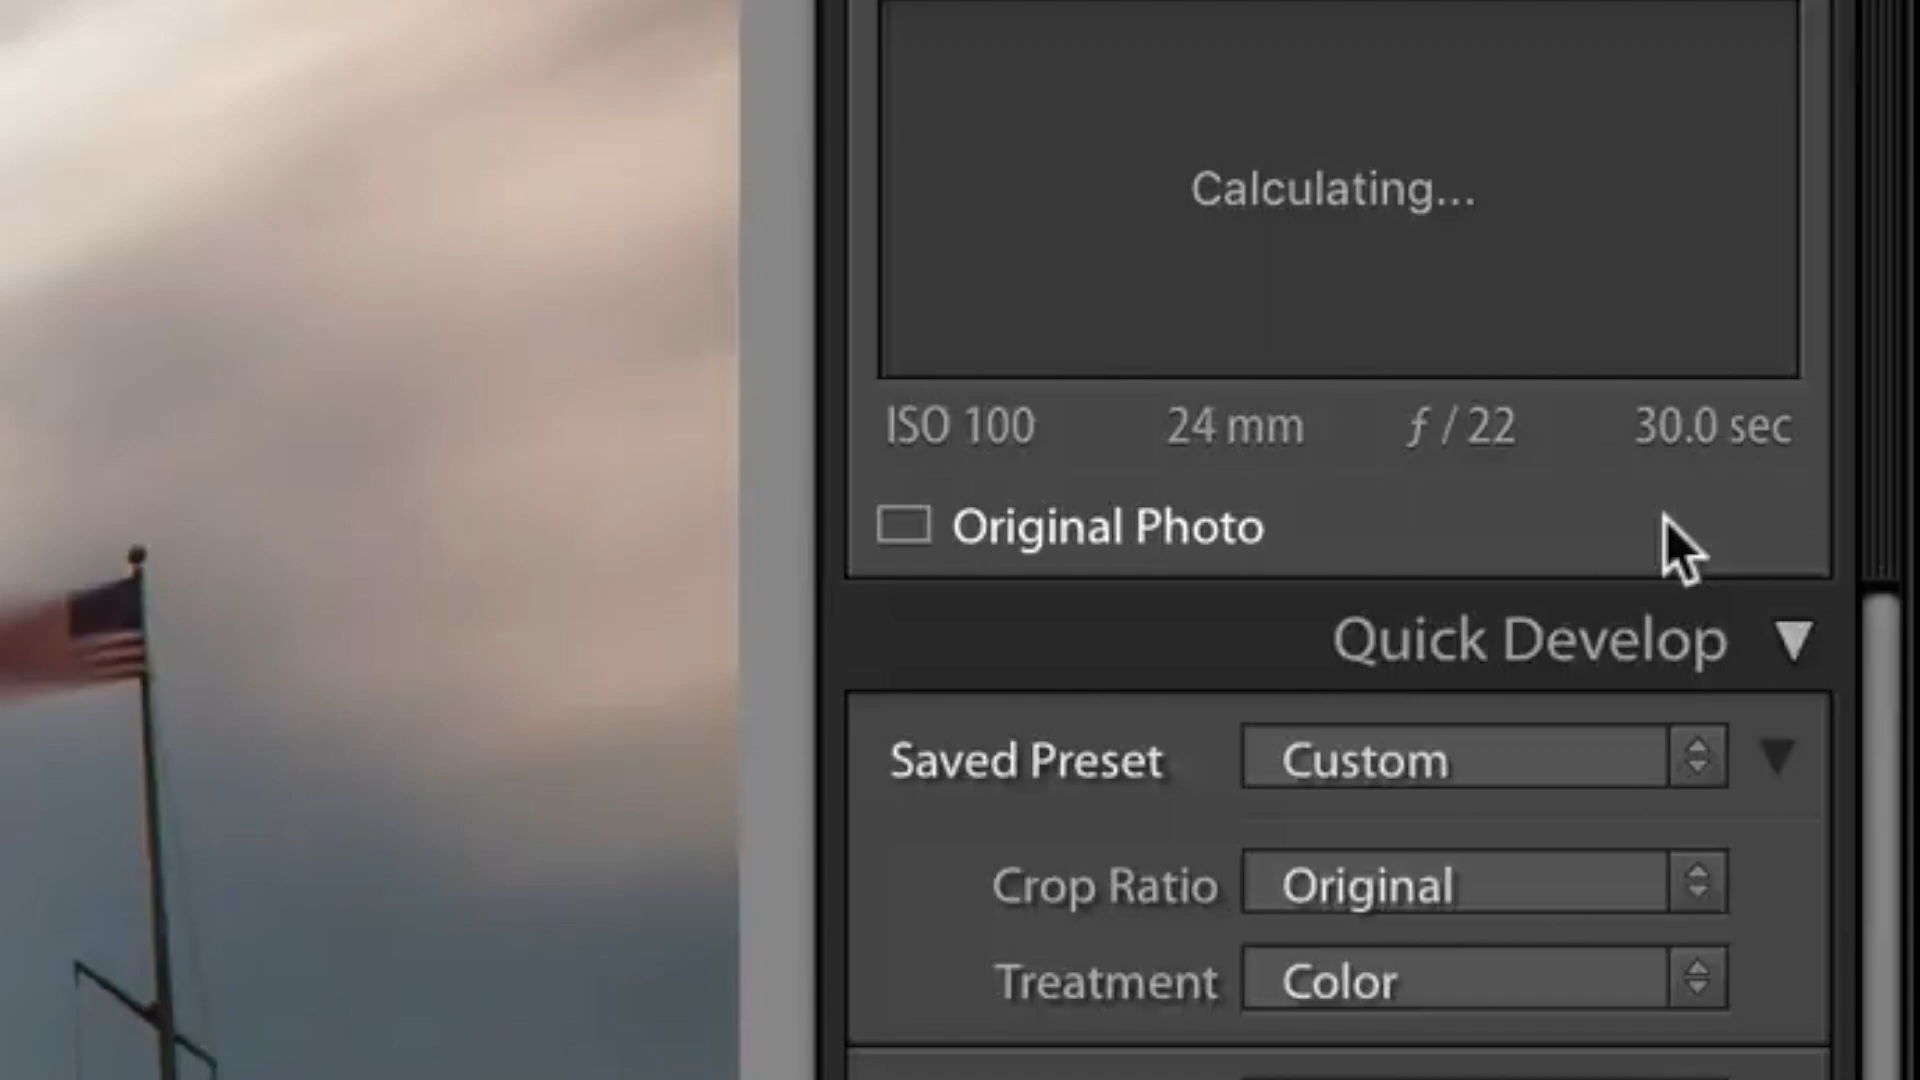 Calculating...
ISO 100 24 mm ƒ / 22 30.0 sec
Original Photo
Quick Develop
Saved Preset Custom
Crop Ratio Original
Treatment Color